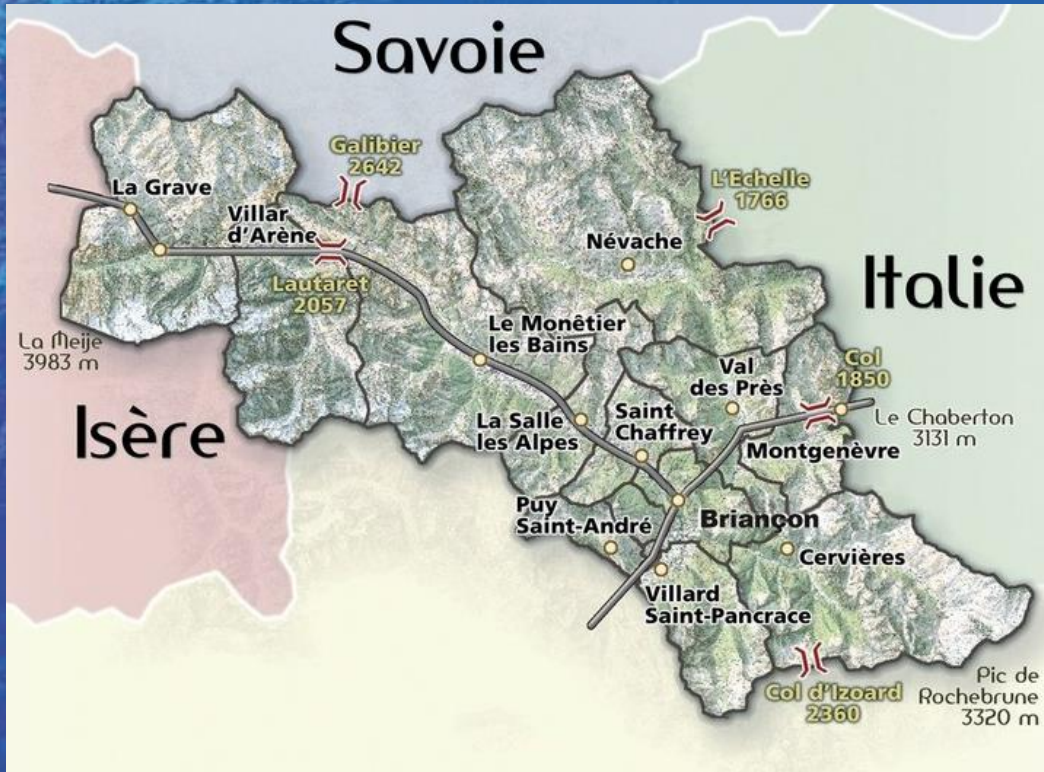 Savoie
Galibier
2642
L'Echelle
1766
La Grave
Villar
d'Arène
Névache
Lautaret
2057
Italie
La Meije
3983 m
Le Monêtier
les Bains
Val
des Près
Col
1850
Isère
La Salle
les Alpes
Saint
Chaffrey
Le Chaberton
3131 m
Montgenèvre
Puy
Saint-André
Briançon
Cervières
Villard
Saint-Pancrace
Col d'Izoard
2360
Pic de
Rochebrune
3320 m